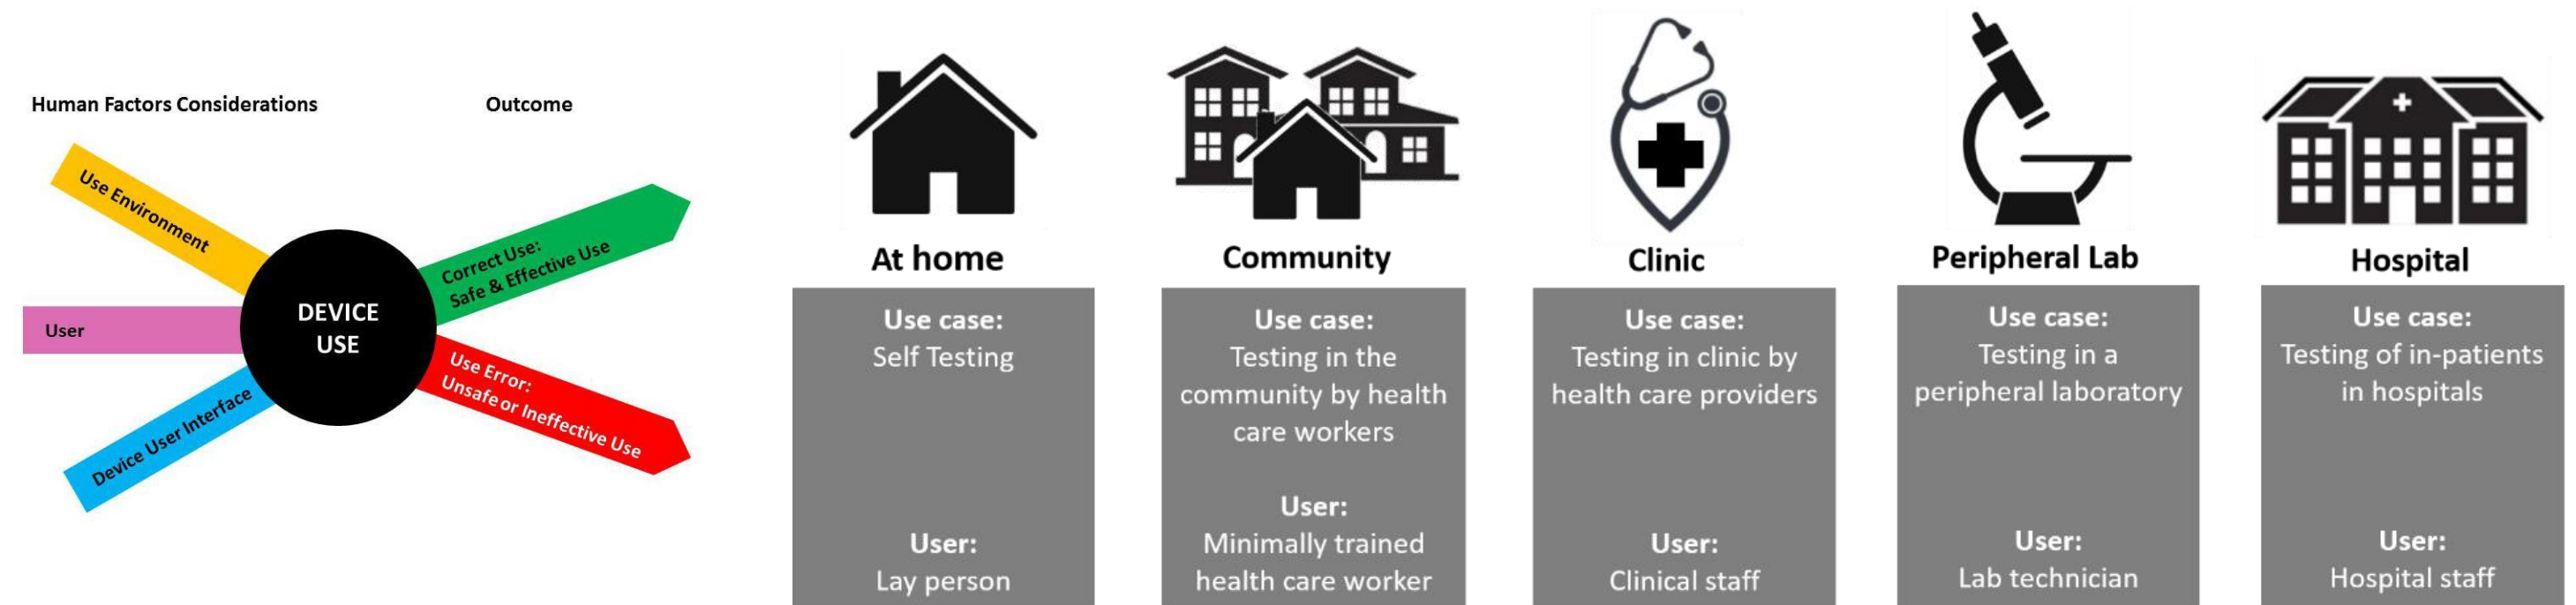 Human Factors Considerations
Outcome
Use Environment
User
Device User Interface
DEVICE
USE
Correct Use:
Safe & Effective Use
Use Error:
Unsafe or Ineffective Use
At home
Use case:
Self Testing
User:
Lay person
Community
Use case:
Testing in the
community by health
care workers
User:
Minimally trained
health care worker
Clinic
Use case:
Testing in clinic by
health care providers
User:
Clinical staff
Peripheral Lab
Use case:
Testing in a
peripheral laboratory
User:
Lab technician
Hospital
Use case:
Testing of in-patients
in hospitals
User:
Hospital staff